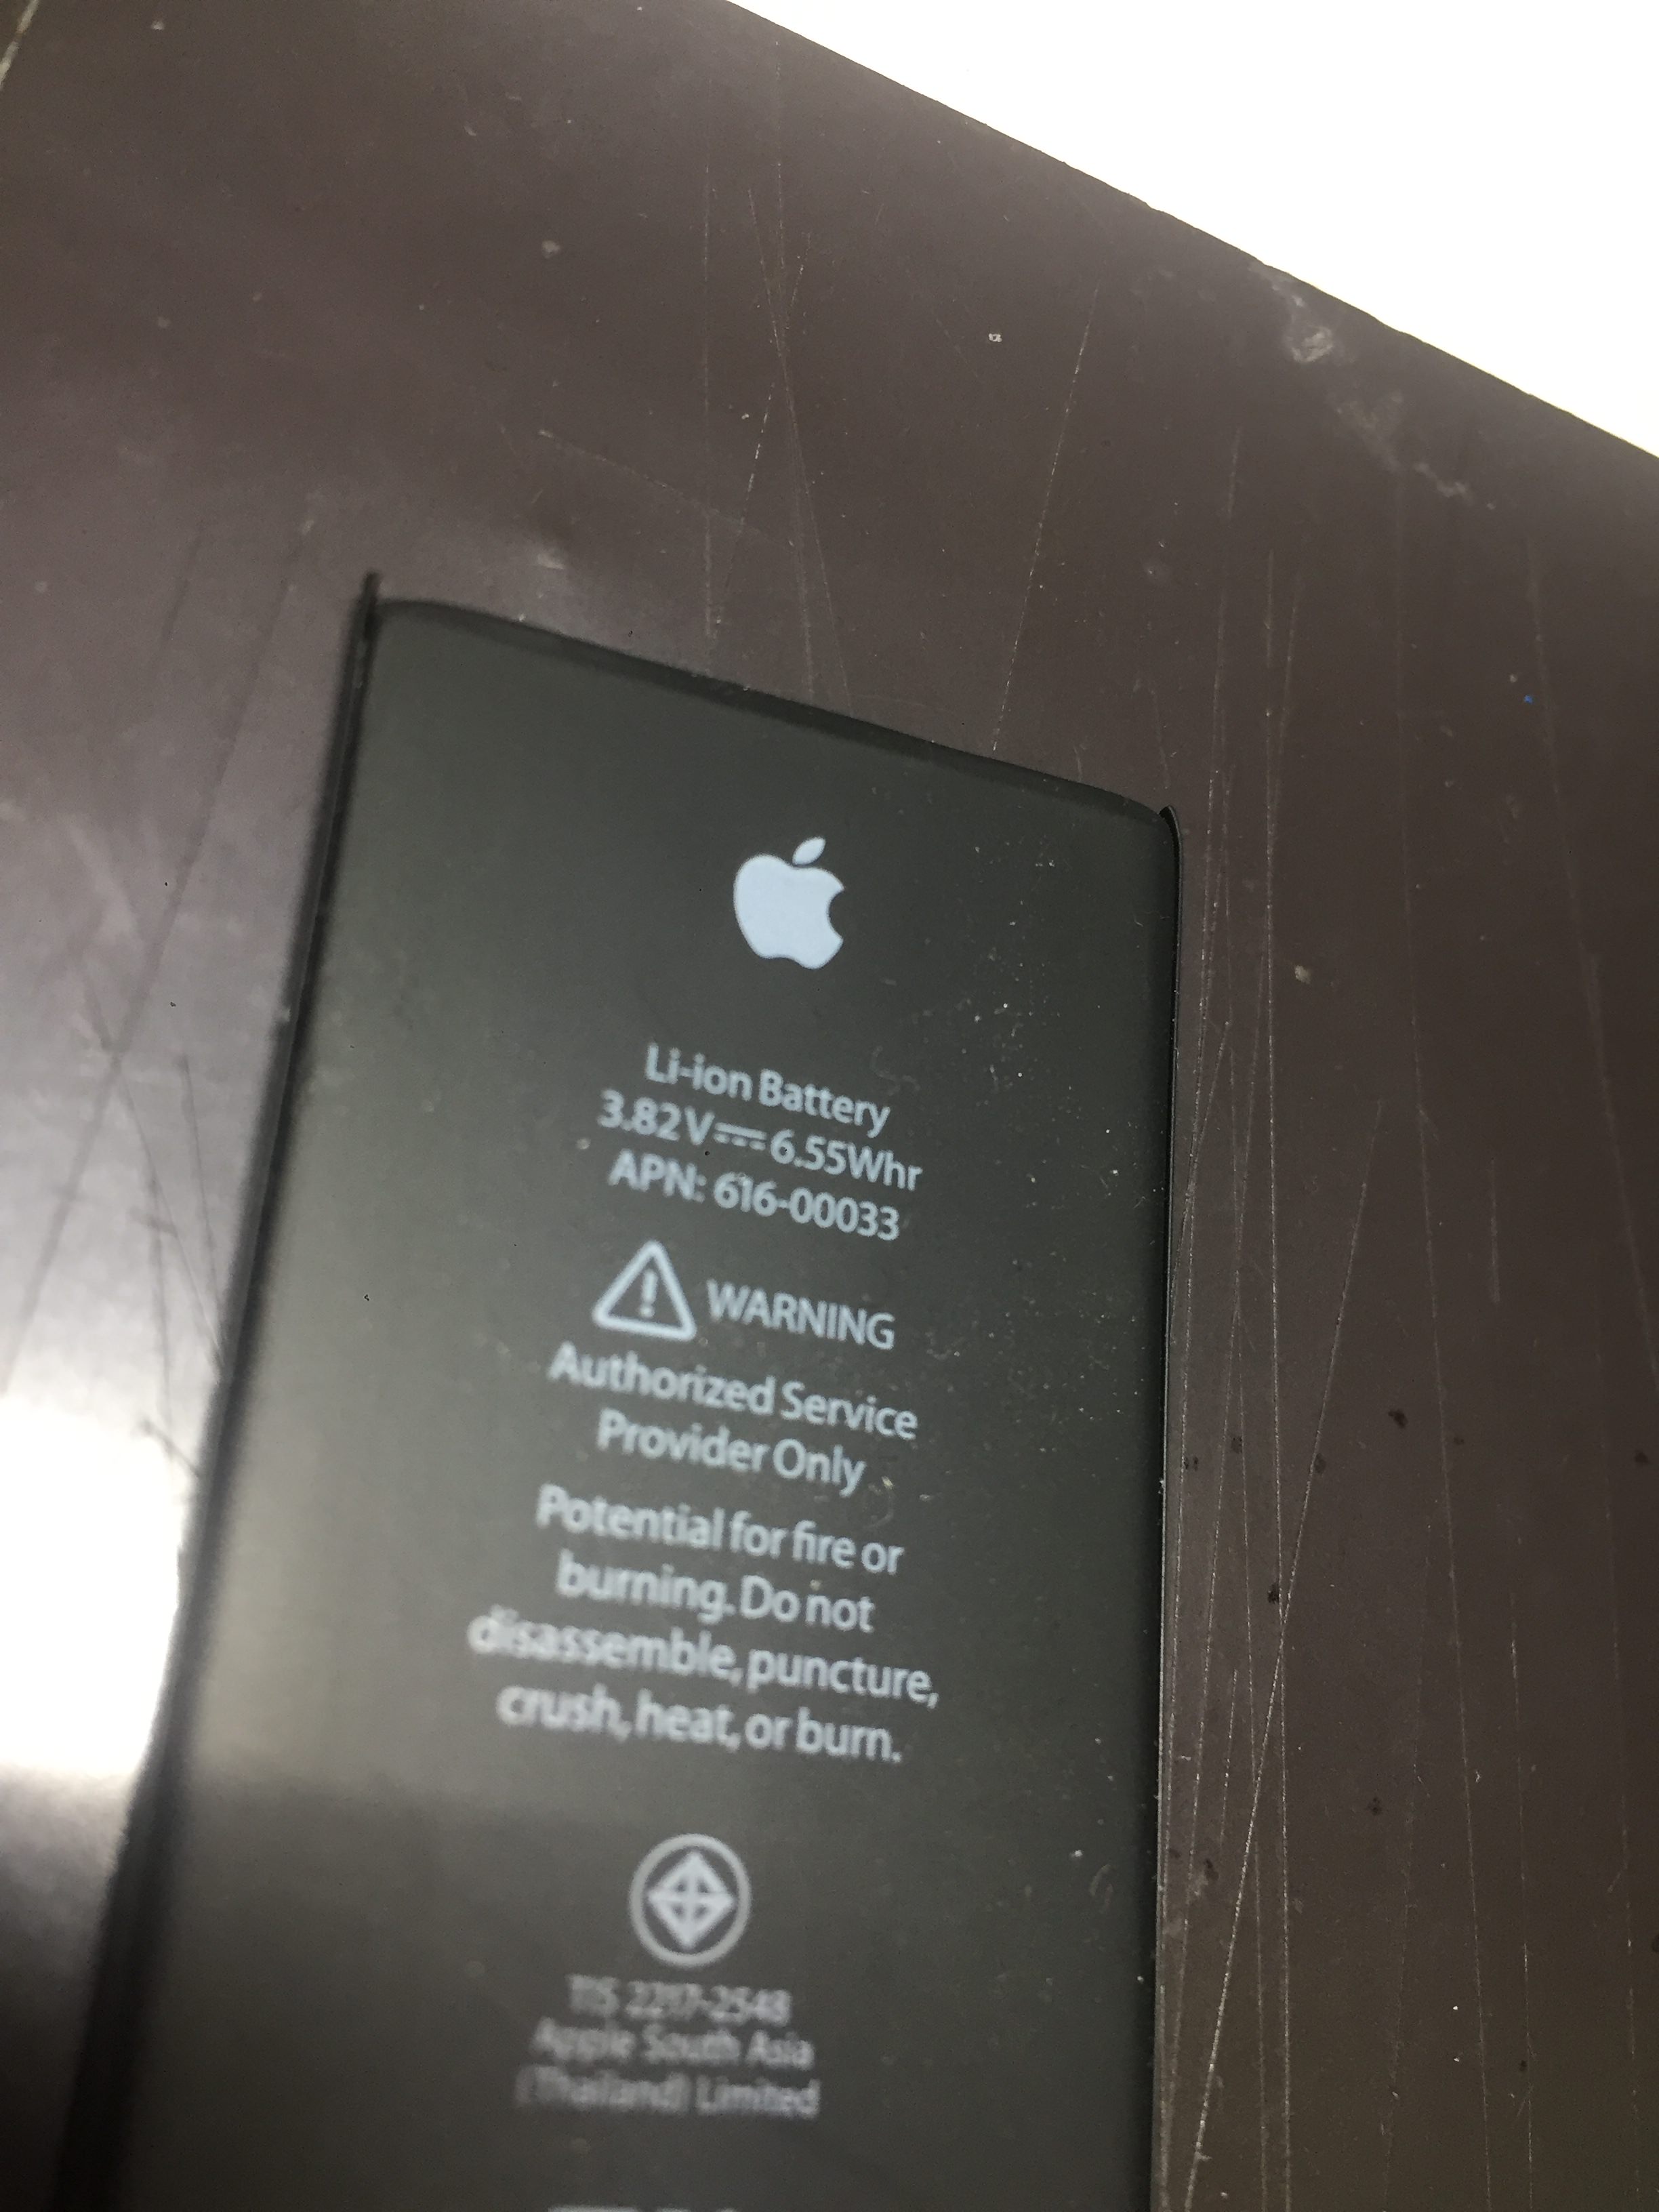 Li-ion Battery
3.82V⎓6.55Whr
APN: 616-00033
WARNING
Authorized Service
Provider Only
Potential for fire or
burning. Do not
disassemble, puncture,
crush, heat, or burn.
TIS 2217-2548
Apple South Asia
(Thailand) Limited